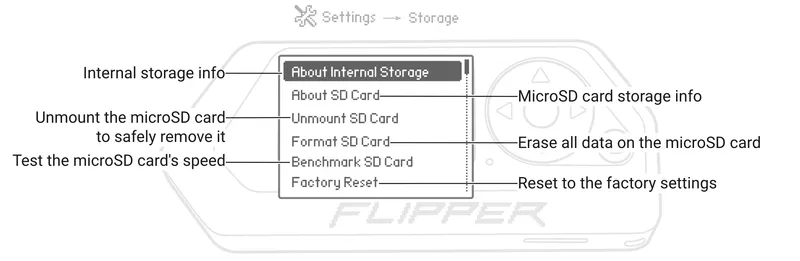 Settings → Storage
Internal storage info
About Internal Storage
About SD Card
MicroSD card storage info
Unmount the microSD card
to safely remove it
Unmount SD Card
Format SD Card
Erase all data on the microSD card
Test the microSD card's speed
Benchmark SD Card
Factory Reset
Reset to the factory settings
FLIPPER